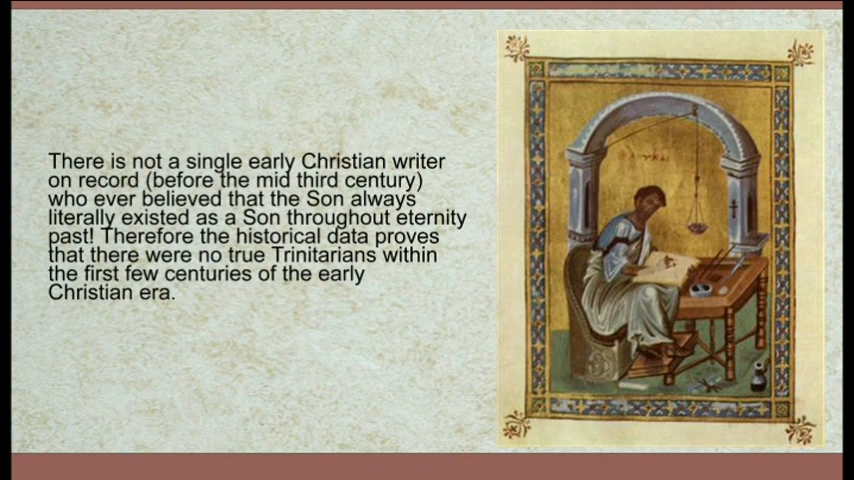 There is not a single early Christian writer
on record (before the mid third century)
who ever believed that the Son always
literally existed as a Son throughout eternity
past! Therefore the historical data proves
that there were no true Trinitarians within
the first few centuries of the early
Christian era.